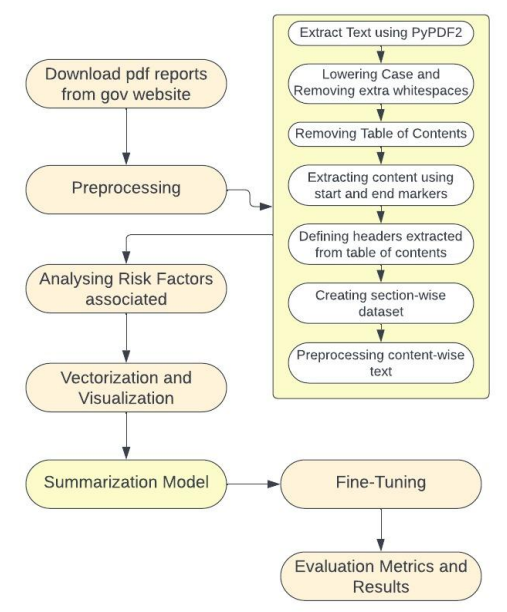 Download pdf reports
from gov website
Preprocessing
Extract Text using PyPDF2
Lowering Case and
Removing extra whitespaces
Removing Table of Contents
Extracting content using
start and end markers
Defining headers extracted
from table of contents
Creating section-wise
dataset
Preprocessing content-wise
text
Analysing Risk Factors
associated
Vectorization and
Visualization
Summarization Model
Fine-Tuning
Evaluation Metrics and
Results